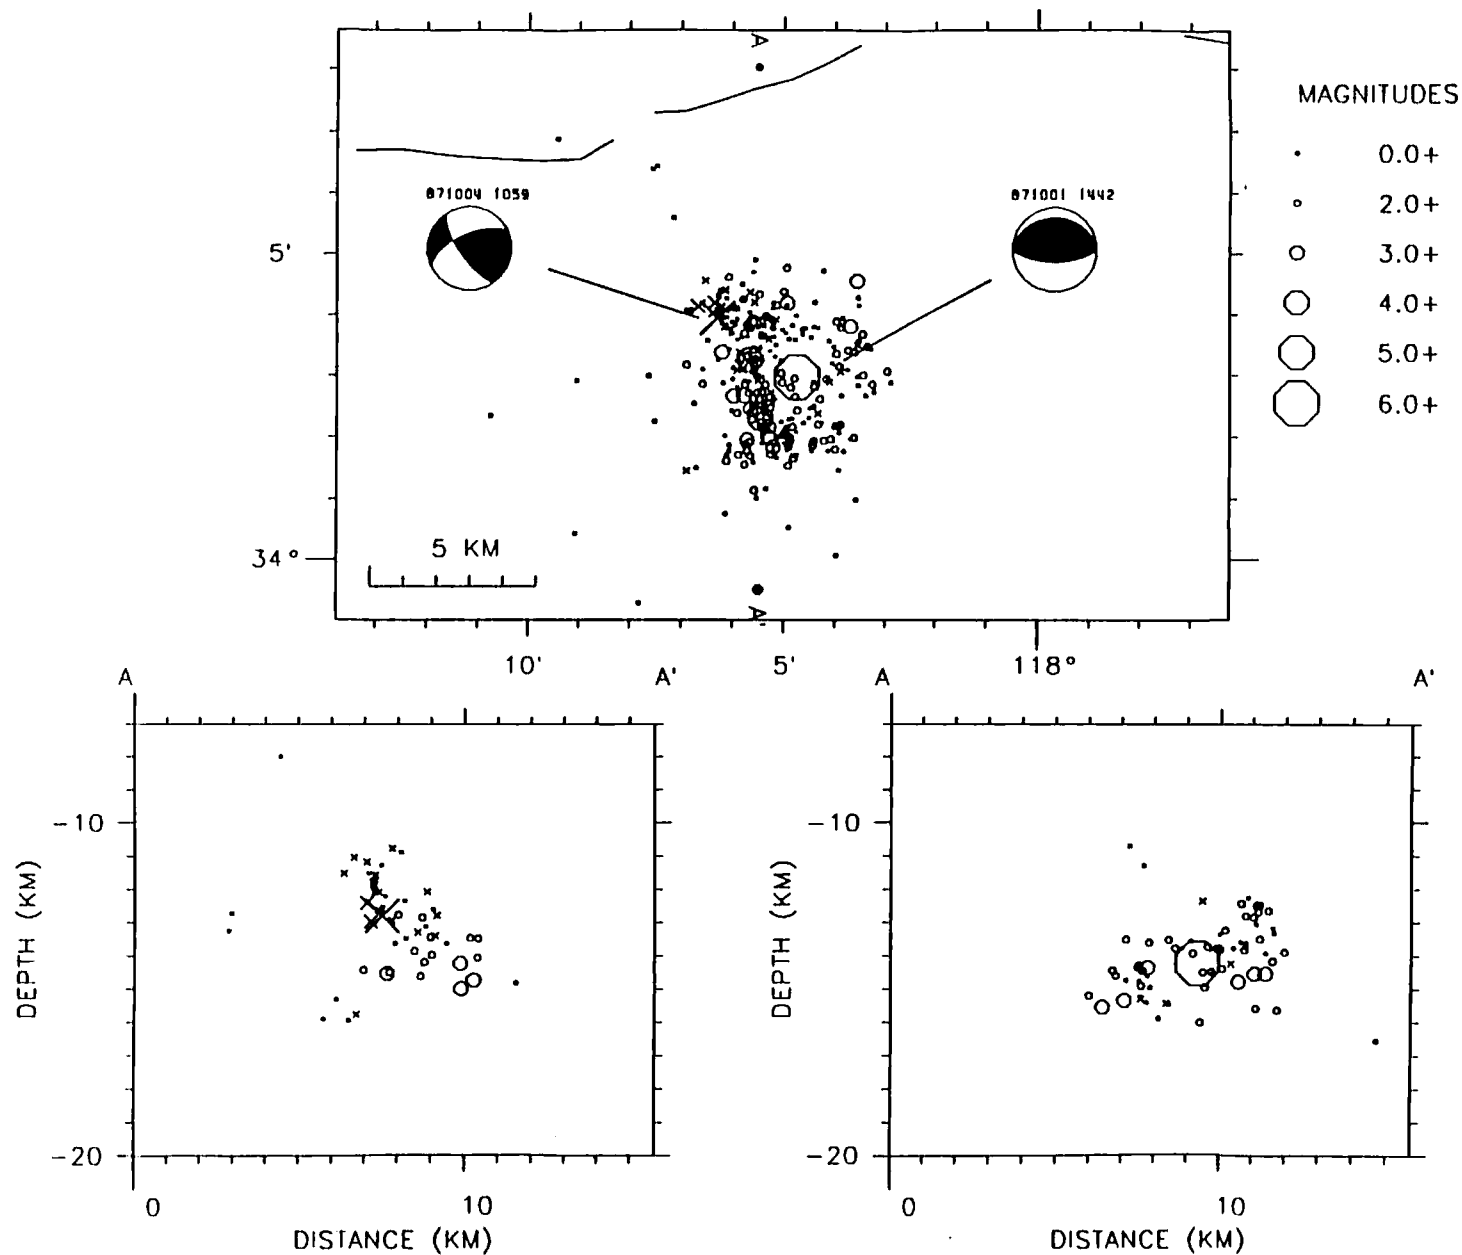 A
MAGNITUDES
0.0+
2.0+
3.0+
4.0+
5.0+
6.0+
871004 1059
871001 1442
5'
5 KM
34°
A'
10'
5'
118°
A
A'
A
A'
-10
-20
DEPTH (KM)
0
10
DISTANCE (KM)
-10
-20
DEPTH (KM)
0
10
DISTANCE (KM)